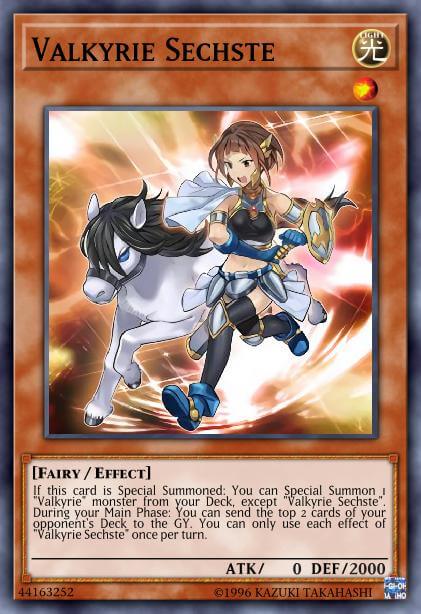 VALKYRIE SECHSTE
LIGHT
光
[FAIRY / EFFECT]
If this card is Special Summoned: You can Special Summon 1
"Valkyrie" monster from your Deck, except "Valkyrie Sechste".
During your Main Phase: You can send the top 2 cards of your
opponent's Deck to the GY. You can only use each effect of
"Valkyrie Sechste" once per turn.
ATK/ 0 DEF/2000
44163252
©1996 KAZUKI TAKAHASHI